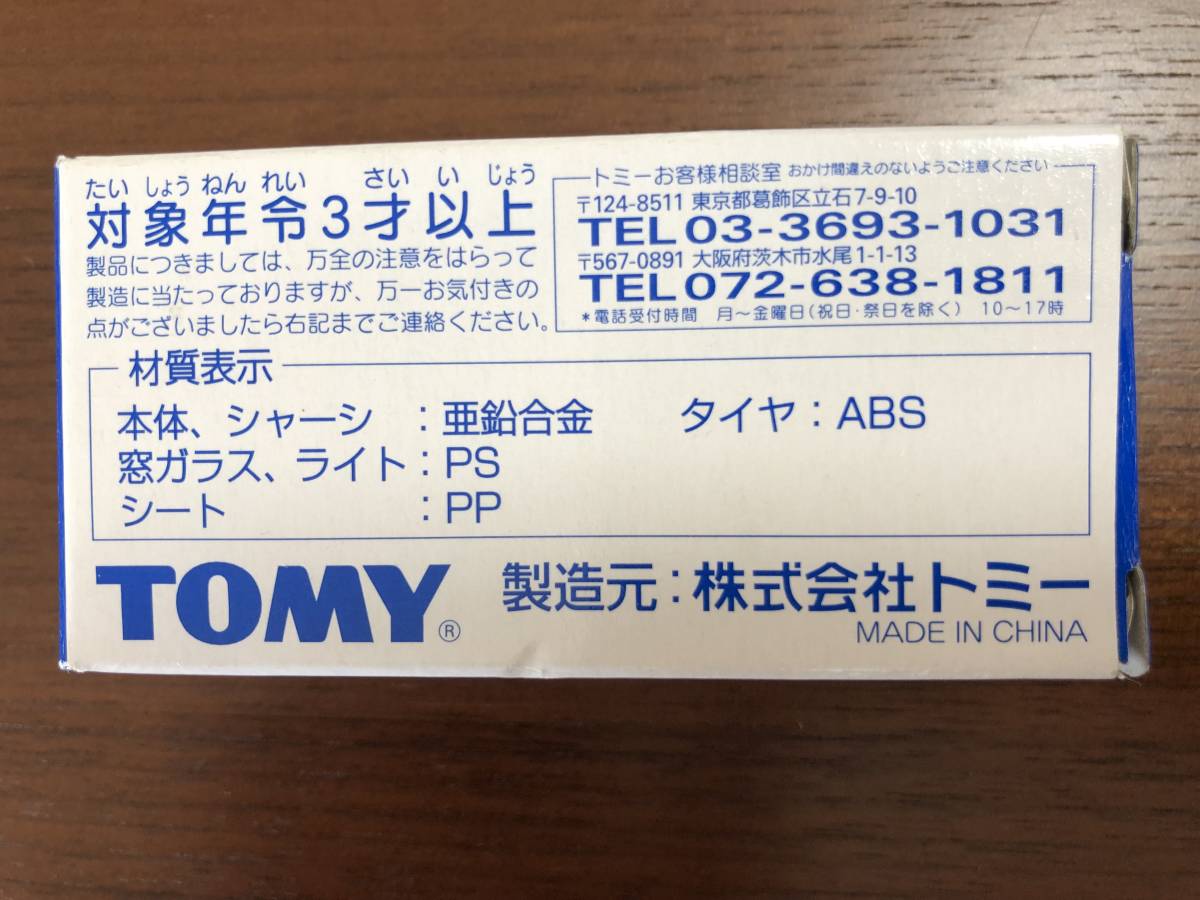 たいしょうねんれい さいいじょう
対象年令3才以上
製品につきましては、万全の注意をはらって
製造に当たっておりますが、万一お気付きの
点がございましたら右記までご連絡ください。
トミーお客様相談室 おかけ間違えのないようご注意ください
〒124-8511 東京都葛飾区立石7-9-10
TEL 03-3693-1031
〒567-0891 大阪府茨木市水尾1-1-13
TEL 072-638-1811
*電話受付時間 月〜金曜日(祝日・祭日を除く) 10〜17時
材質表示
本体、シャーシ :亜鉛合金 タイヤ:ABS
窓ガラス、ライト:PS
シート :PP
TOMY® 製造元:株式会社トミー
MADE IN CHINA